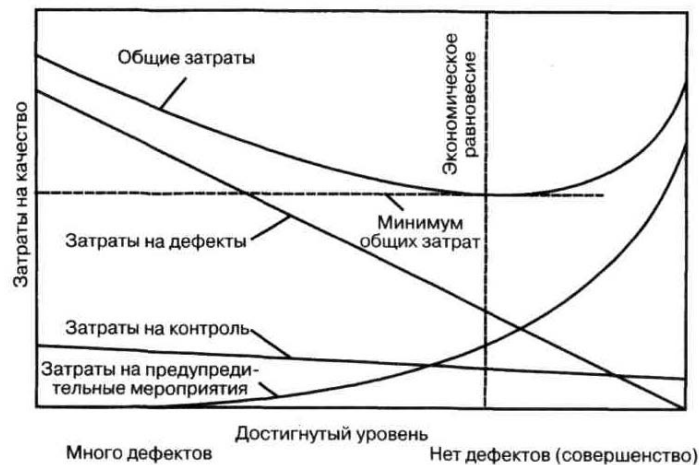 Общие затраты
Экономическое
равновесие
Затраты на качество
Минимум
общих затрат
Затраты на дефекты
Затраты на контроль
Затраты на предупреди-
тельные мероприятия
Достигнутый уровень
Много дефектов
Нет дефектов (совершенство)